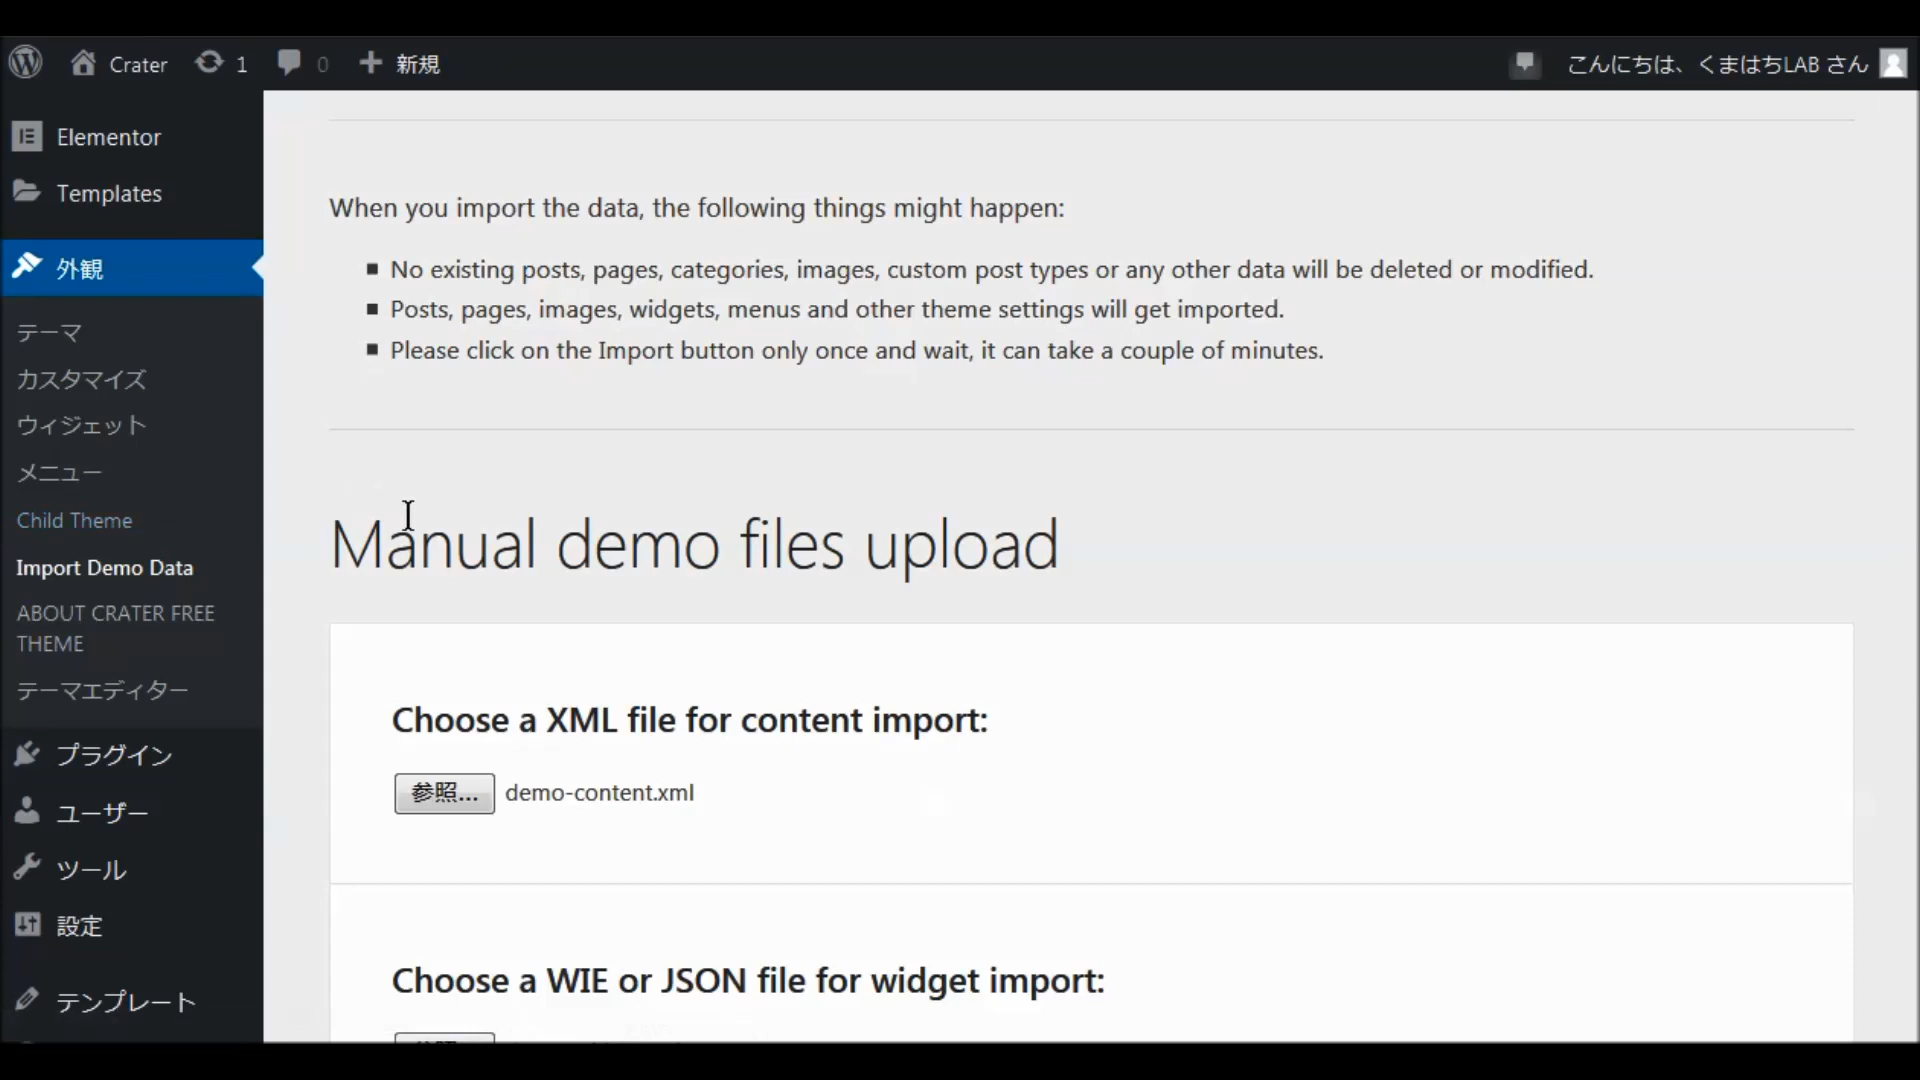 Crater 1 0 新規 こんにちは、くまはちLAB さん
Elementor
Templates
外観
テーマ
カスタマイズ
ウィジェット
メニュー
Child Theme
Import Demo Data
ABOUT CRATER FREE
THEME
テーマエディター
プラグイン
ユーザー
ツール
設定
テンプレート
When you import the data, the following things might happen:
No existing posts, pages, categories, images, custom post types or any other data will be deleted or modified.
Posts, pages, images, widgets, menus and other theme settings will get imported.
Please click on the Import button only once and wait, it can take a couple of minutes.
Manual demo files upload
Choose a XML file for content import:
参照... demo-content.xml
Choose a WIE or JSON file for widget import: